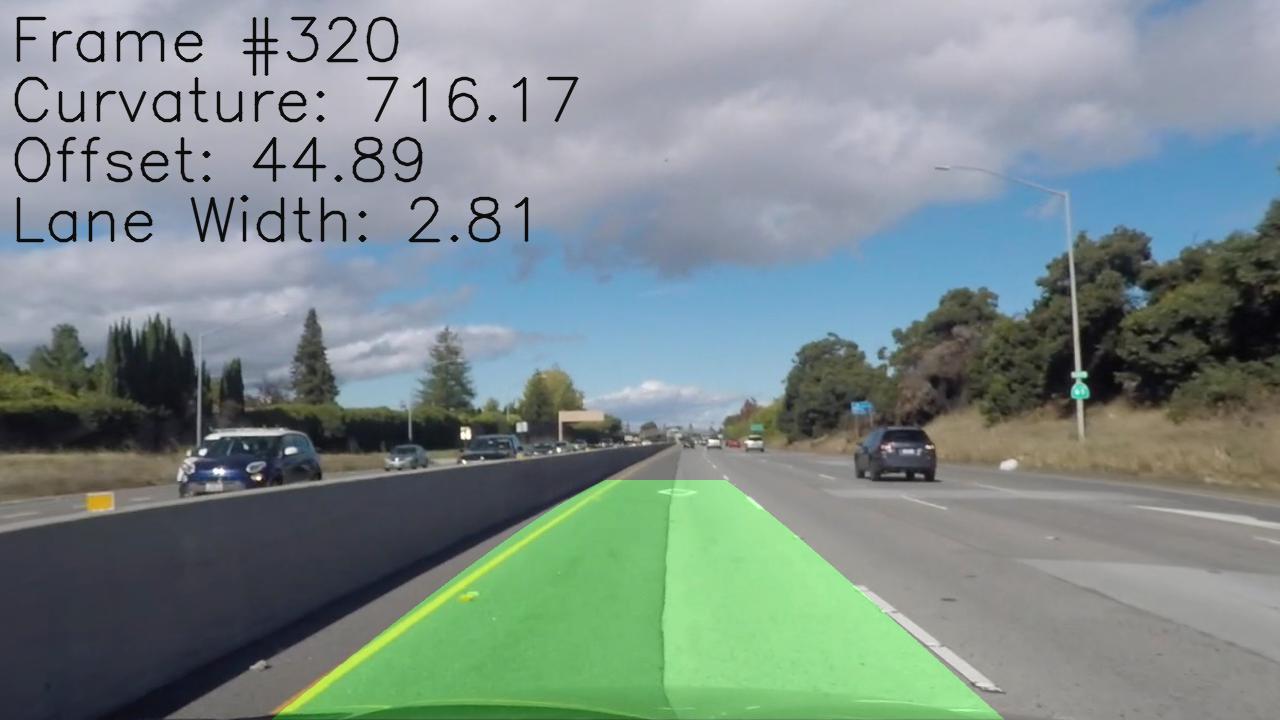 Frame #320
Curvature: 716.17
Offset: 44.89
Lane Width: 2.81